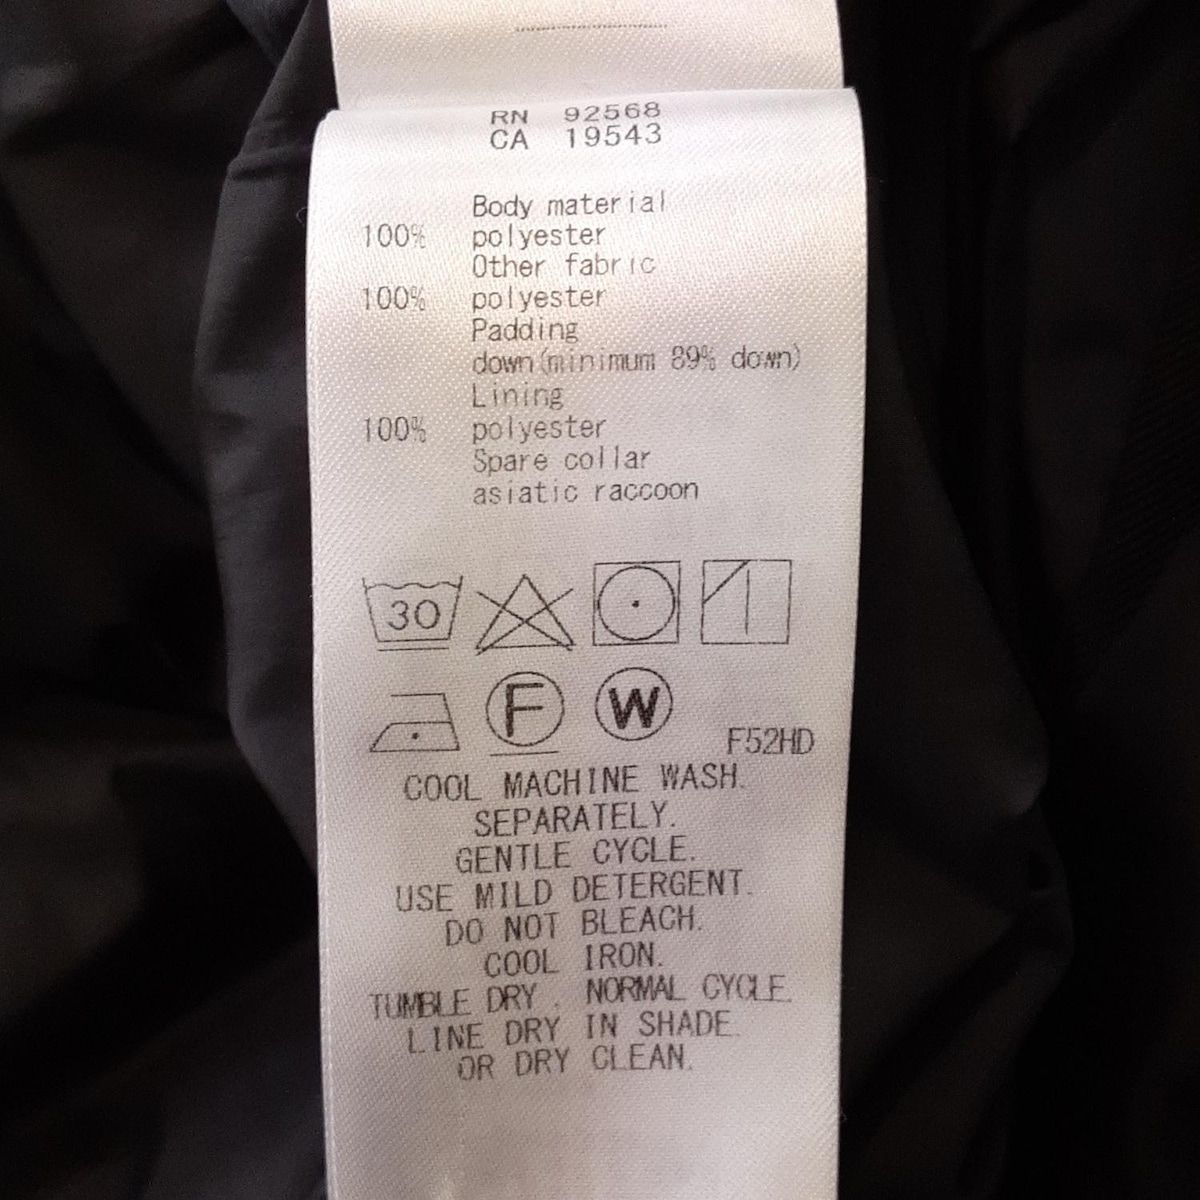 RN 92568
CA 19543
Body material
100% polyester
Other fabric
100% polyester
Padding
down(minimum 89% down)
Lining
100% polyester
Spare collar
asiatic raccoon
30
F W F52HD
COOL MACHINE WASH.
SEPARATELY.
GENTLE CYCLE.
USE MILD DETERGENT.
DO NOT BLEACH.
COOL IRON.
TUMBLE DRY. NORMAL CYCLE.
LINE DRY IN SHADE.
OR DRY CLEAN.